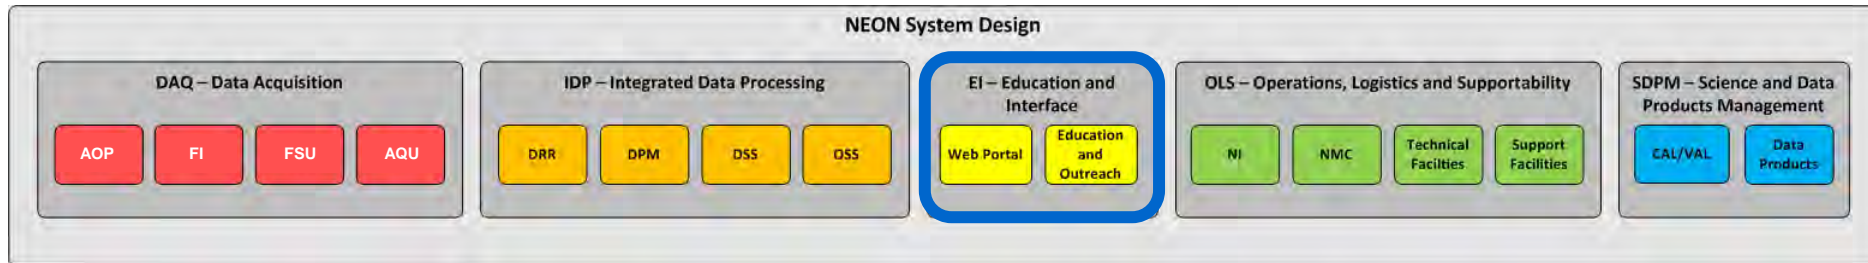 NEON System Design
DAQ – Data Acquisition
AOP
FI
FSU
AQU
IDP – Integrated Data Processing
DRR
DPM
DSS
OSS
EI – Education and
Interface
Web Portal
Education
and
Outreach
OLS – Operations, Logistics and Supportability
NI
NMC
Technical
Facilties
Support
Facilities
SDPM – Science and Data
Products Management
CAL/VAL
Data
Products